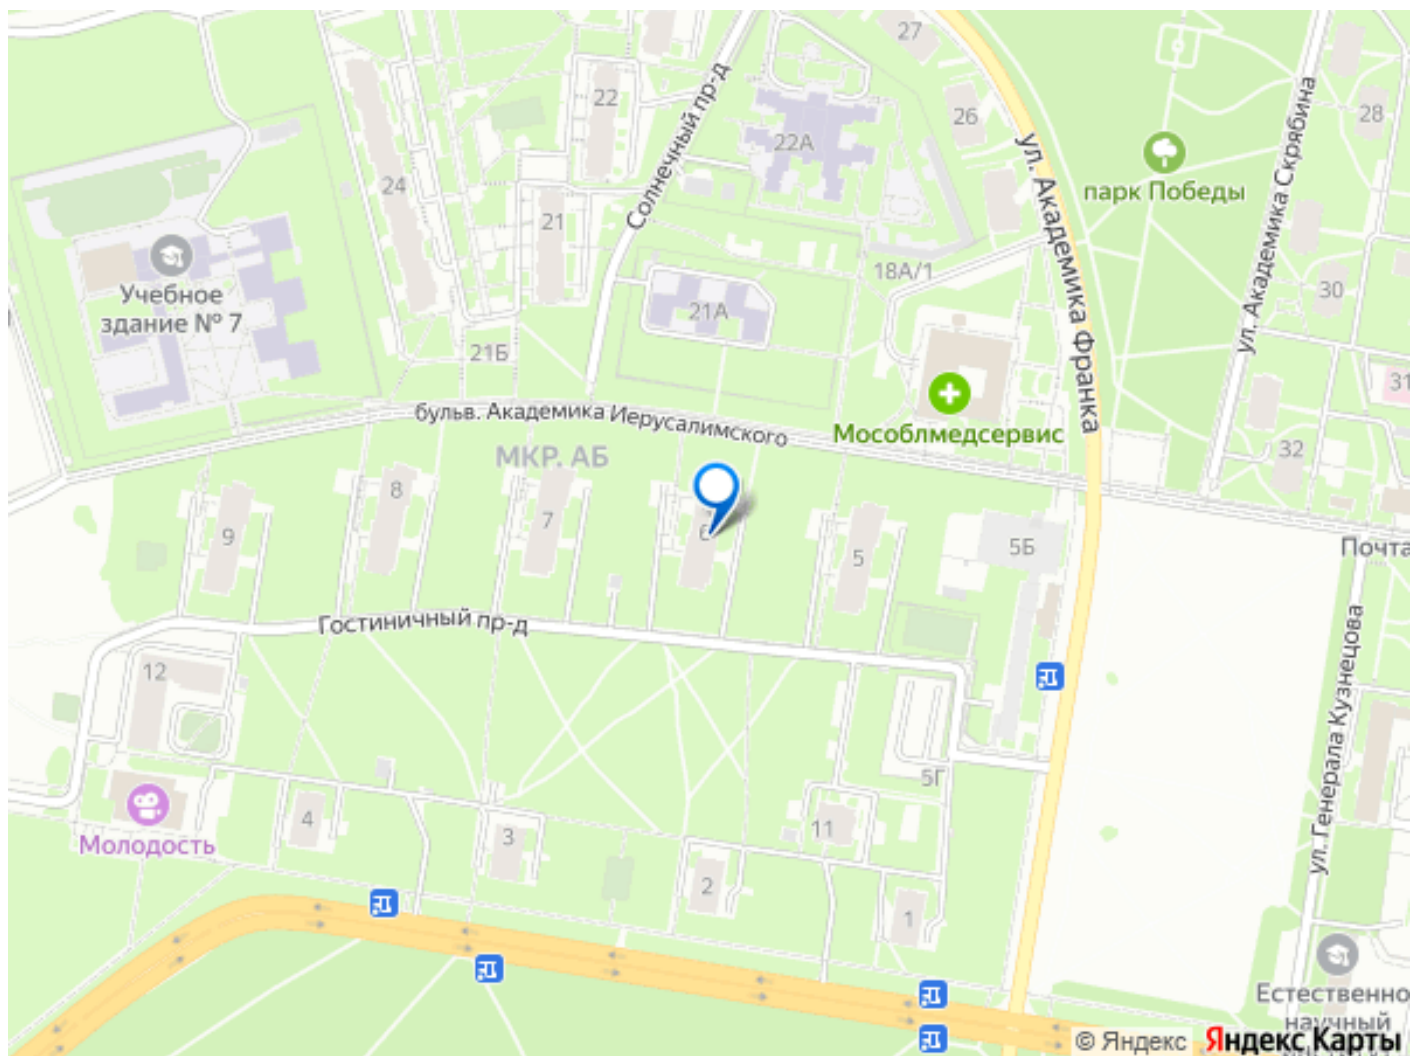 27
22
28
26
22А
Солнечный пр-д
ул. Академика Франка
ул. Академика Скрябина
парк Победы
24
21
18А/1
Учебное
здание № 7
30
21А
21Б
31
бульв. Академика Иерусалимского
Мособлмедсервис
МКР. АБ
32
8
7
9
6
5
5Б
Почта
Гостиничный пр-д
ул. Генерала Кузнецова
12
5Г
4
3
11
Молодость
2
1
Естественно
научный
© Яндекс
Яндекс Карты